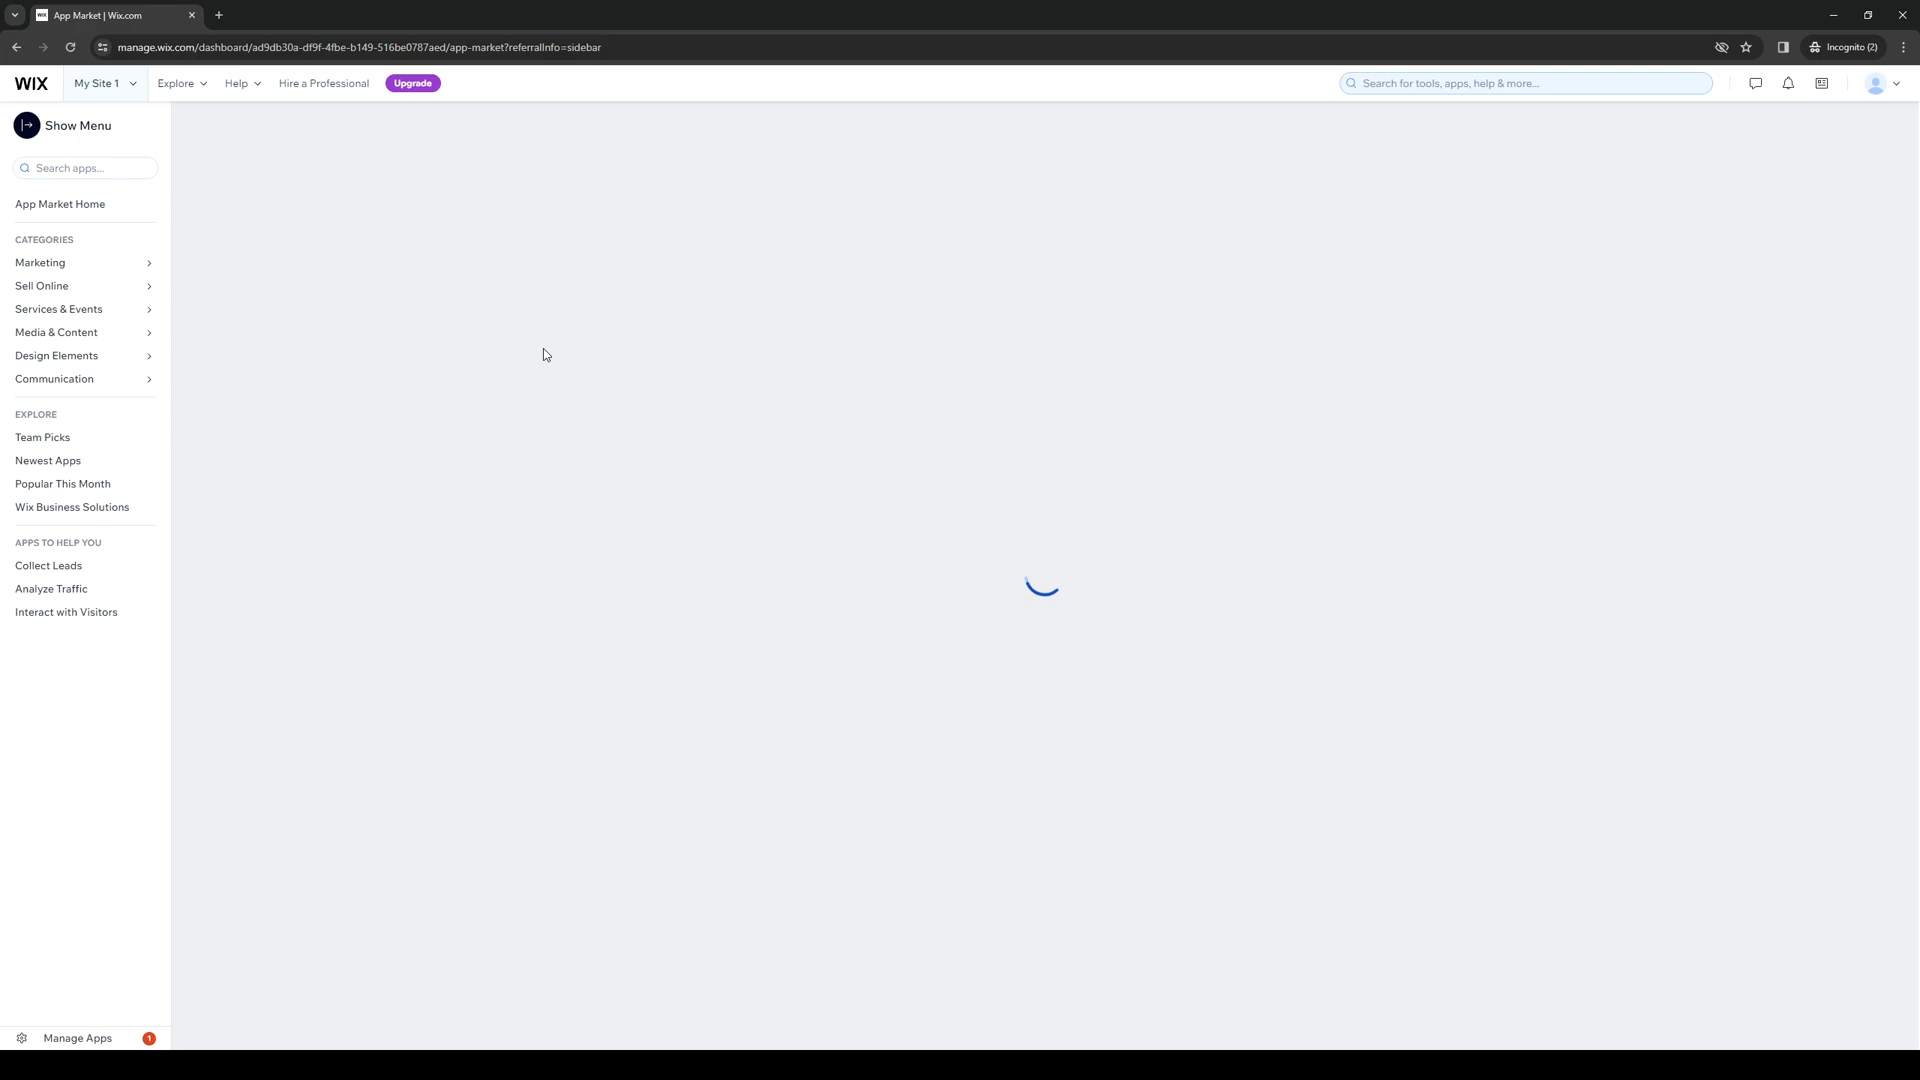 App Market | Wix.com
manage.wix.com/dashboard/ad9db30a-df9f-4fbe-b149-516be0787aed/app-market?referralInfo=sidebar
Incognito (2)
WIX
My Site 1
Explore
Help
Hire a Professional
Upgrade
Search for tools, apps, help & more...
Show Menu
Search apps...
App Market Home
CATEGORIES
Marketing
Sell Online
Services & Events
Media & Content
Design Elements
Communication
EXPLORE
Team Picks
Newest Apps
Popular This Month
Wix Business Solutions
APPS TO HELP YOU
Collect Leads
Analyze Traffic
Interact with Visitors
Manage Apps
1